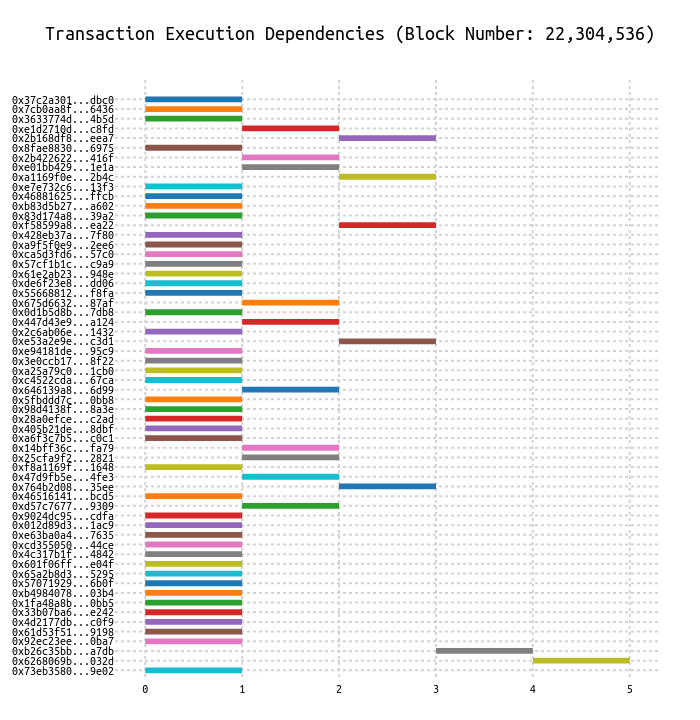 Transaction Execution Dependencies (Block Number: 22,304,536)
0x37c2a301...dbc0
0x7cb0aa8f...6436
0x3633774d...4b5d
0xe1d2710d...c8fd
0x2b168df8...eea7
0x8fae8830...6975
0x2b422622...416f
0xe01bb429...1e1a
0xa1169f0e...2b4c
0xe7e732c6...13f3
0x46881625...ffcb
0xb83d5b27...a602
0x83d174a8...39a2
0xf58599a8...ea22
0x428eb37a...7f80
0xa9f5f0e9...2ee6
0xca5d3fd6...57c0
0x57cf1b1c...c9a9
0x61e2ab23...948e
0xde6f23e8...dd06
0x55668812...f8fa
0x675d6632...87af
0x0d1b5d8b...7db8
0x447d43e9...a124
0x2c6ab06e...1432
0xe53a2e9e...c3d1
0xe94181de...95c9
0x3e0ccb17...8f22
0xa25a79c0...1cb0
0xc4522cda...67ca
0x646139a8...6d99
0x5fbddd7c...0bb8
0x98d4138f...8a3e
0x28a0efce...c2ad
0x405b21de...8dbf
0xa6f3c7b5...c0c1
0x14bff36c...fa79
0x25cfa9f2...2821
0xf8a1169f...1648
0x47d9fb5e...4fe3
0x764b2d08...35ee
0x46516141...bcd5
0xd57c7677...9309
0x9024dc95...cdfa
0x012d89d3...1ac9
0xe63ba0a4...7635
0xcd355050...44ce
0x4c317b1f...4842
0x601f06ff...e04f
0x65a2b8d3...5295
0x57071929...6b0f
0xb4984078...03b4
0x1fa48a8b...0bb5
0x33b07ba6...e242
0x4d2177db...c0f9
0x61d53f51...9198
0x92ec23ee...0ba7
0xb26c35bb...a7db
0x6268069b...032d
0x73eb3580...9e02
0 1 2 3 4 5